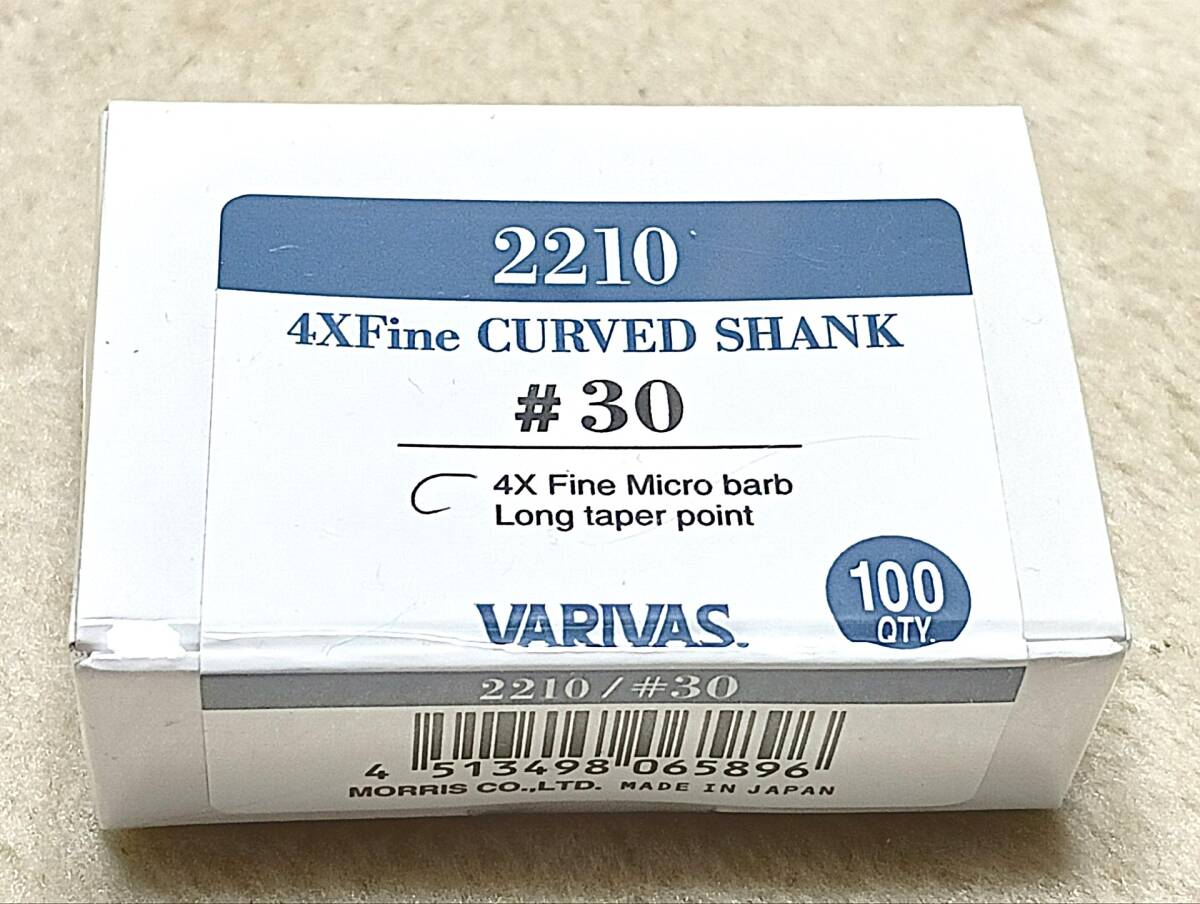 2210
4XFine CURVED SHANK
#30
4X Fine Micro barb
Long taper point
100
QTY.
VARIVAS.
2210/#30
4 513498 065896
MORRIS CO.,LTD. MADE IN JAPAN